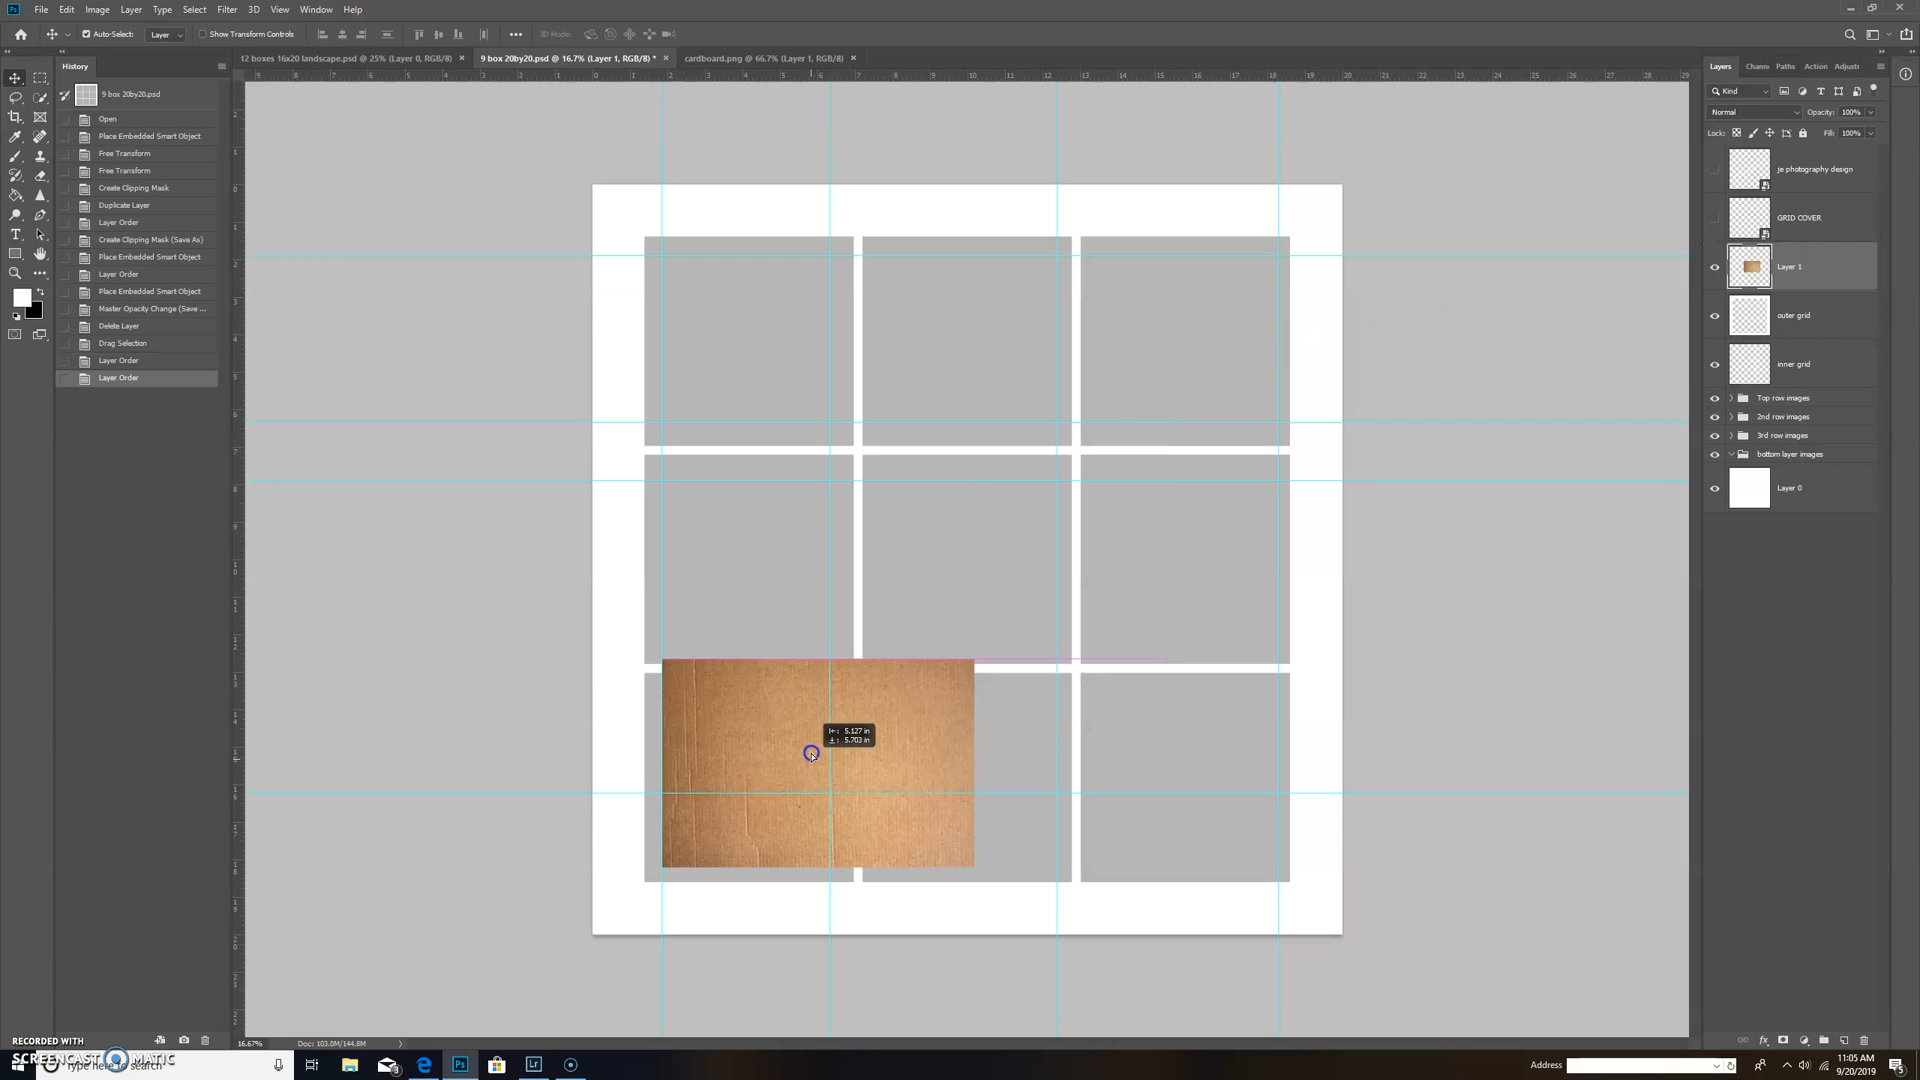 File Edit Image Layer Type Select Filter 3D View Window Help
Auto-Select: Layer Show Transform Controls 3D Mode:
12 boxes 16x20 landscape.psd @ 25% (Layer 0, RGB/8) 9 box 20by20.psd @ 16.7% (Layer 1, RGB/8) * cardboard.png @ 66.7% (Layer 1, RGB/8)
History
9 box 20by20.psd
Open
Place Embedded Smart Object
Free Transform
Free Transform
Create Clipping Mask
Duplicate Layer
Layer Order
Create Clipping Mask (Save As)
Place Embedded Smart Object
Layer Order
Place Embedded Smart Object
Master Opacity Change (Save ...
Delete Layer
Drag Selection
Layer Order
Layer Order
5.127 in
5.703 in
Layers Chann Paths Action Adjust
Kind
Normal Opacity: 100%
Lock: Fill: 100%
je photography design
GRID COVER
Layer 1
outer grid
inner grid
Top row images
2nd row images
3rd row images
bottom layer images
Layer 0
16.67% Doc: 103.0M/144.8M
RECORDED WITH
SCREENCAST MATIC
Type here to search
Address
11:05 AM
9/20/2019